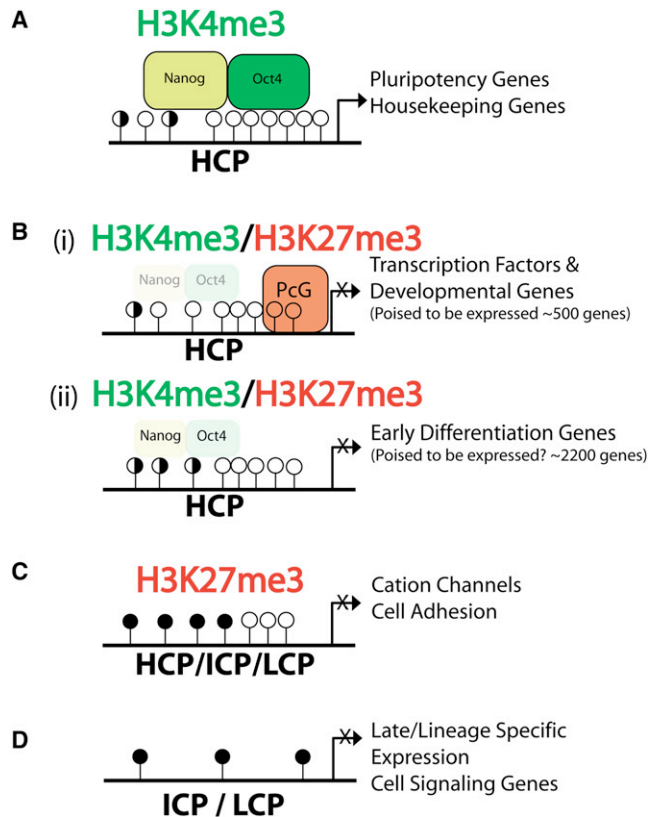 A
H3K4me3
Nanog
Oct4
Pluripotency Genes
Housekeeping Genes
HCP
B
(i) H3K4me3/H3K27me3
Nanog
Oct4
PcG
Transcription Factors &
Developmental Genes
(Poised to be expressed ~500 genes)
X
HCP
(ii) H3K4me3/H3K27me3
Nanog
Oct4
Early Differentiation Genes
(Poised to be expressed? ~2200 genes)
X
HCP
C
H3K27me3
Cation Channels
Cell Adhesion
X
HCP/ICP/LCP
D
Late/Lineage Specific
Expression
Cell Signaling Genes
X
ICP / LCP